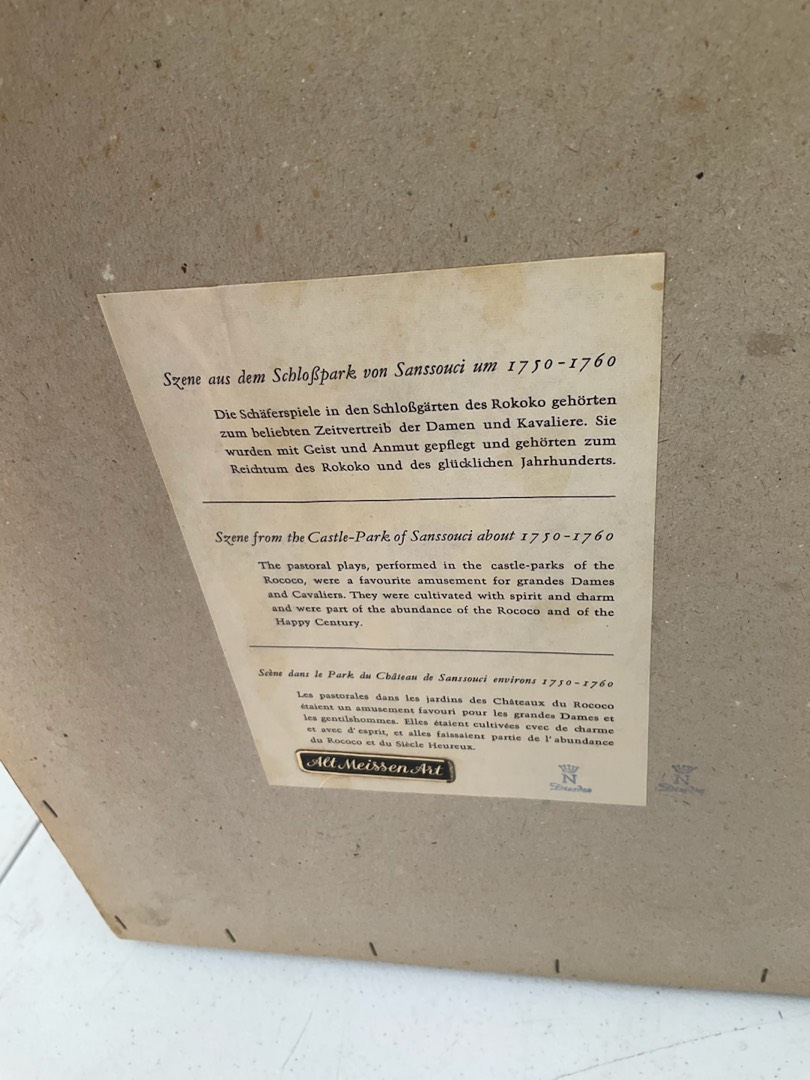 Szene aus dem Schloßpark von Sanssouci um 1750-1760
Die Schäferspiele in den Schloßgärten des Rokoko gehörten
zum beliebten Zeitvertreib der Damen und Kavaliere. Sie
wurden mit Geist und Anmut gepflegt und gehörten zum
Reichtum des Rokoko und des glücklichen Jahrhunderts.
Szene from the Castle-Park of Sanssouci about 1750-1760
The pastoral plays, performed in the castle-parks of the
Rococo, were a favourite amusement for grandes Dames
and Cavaliers. They were cultivated with spirit and charm
and were part of the abundance of the Rococo and of the
Happy Century.
Scène dans le Park du Château de Sanssouci environs 1750-1760
Les pastorales dans les jardins des Châteaux du Rococo
étaient un amusement favouri pour les grandes Dames et
les gentilshommes. Elles étaient cultivées cvec de charme
et avec d'esprit, et alles faissaient partie de l'abundance
du Rococo et du Siècle Heureux.
Alt Meissen Art
N
Dresden
N
Dresden